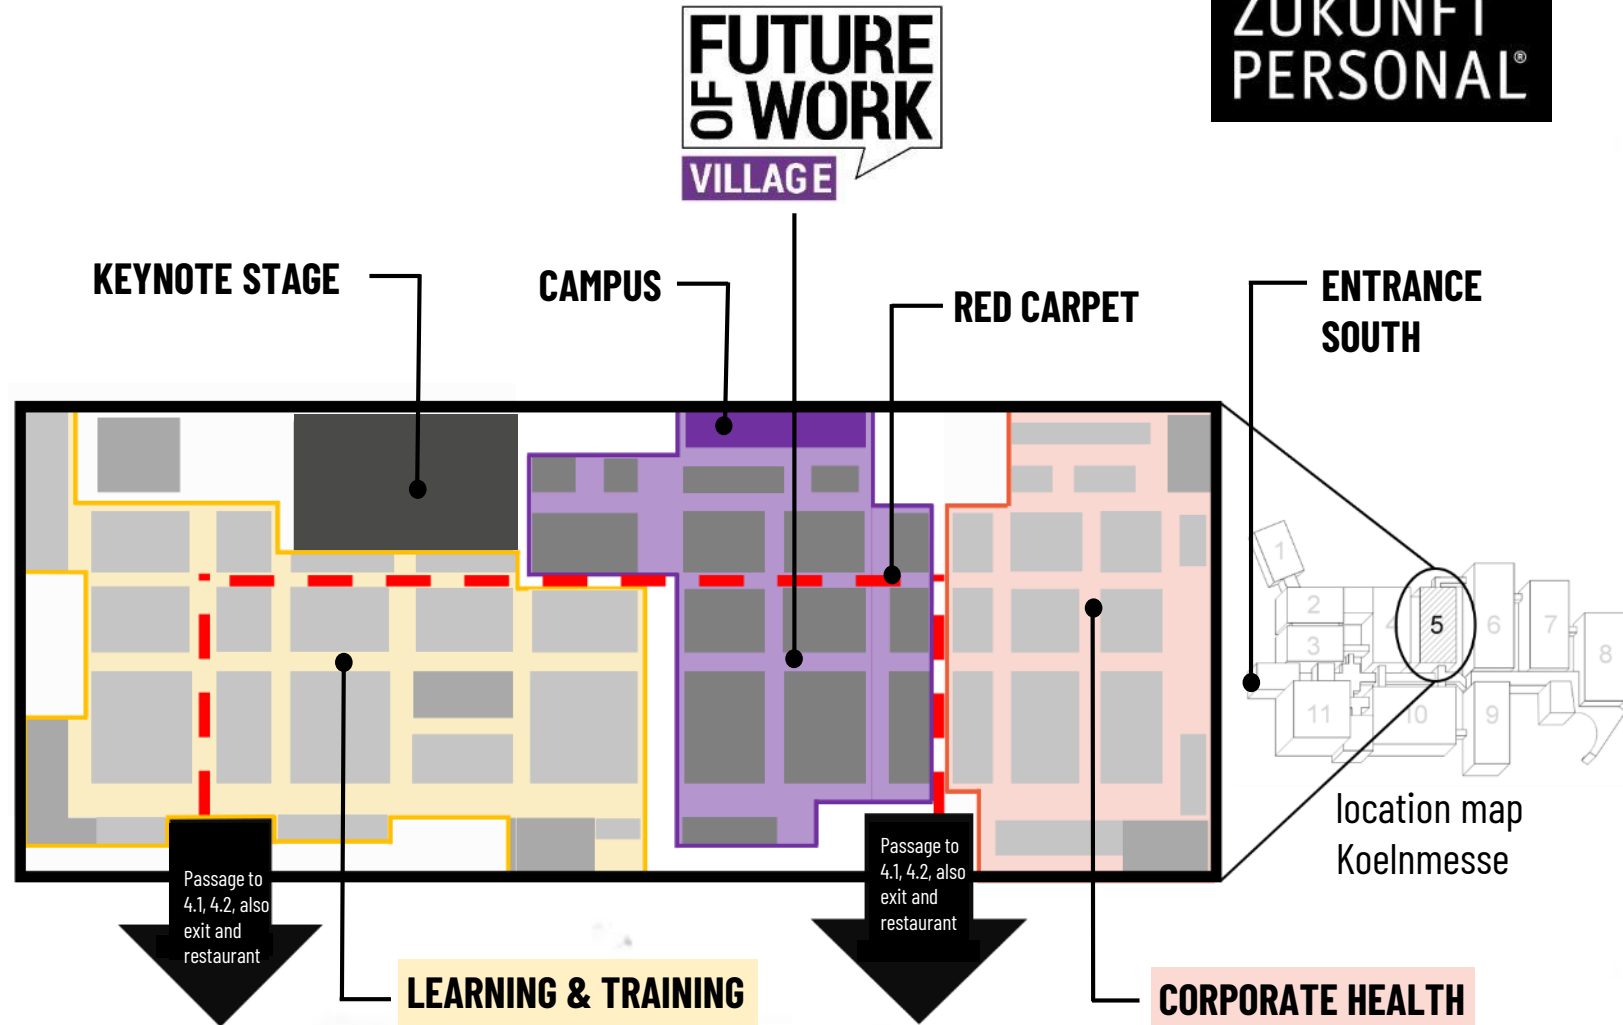 FUTURE
OF WORK
VILLAGE
ZUKUNFT
PERSONAL®
KEYNOTE STAGE
CAMPUS
RED CARPET
ENTRANCE
SOUTH
1
2
3
4
5
6
7
8
11
10
9
location map
Koelnmesse
Passage to
4.1, 4.2, also
exit and
restaurant
Passage to
4.1, 4.2, also
exit and
restaurant
LEARNING & TRAINING
CORPORATE HEALTH